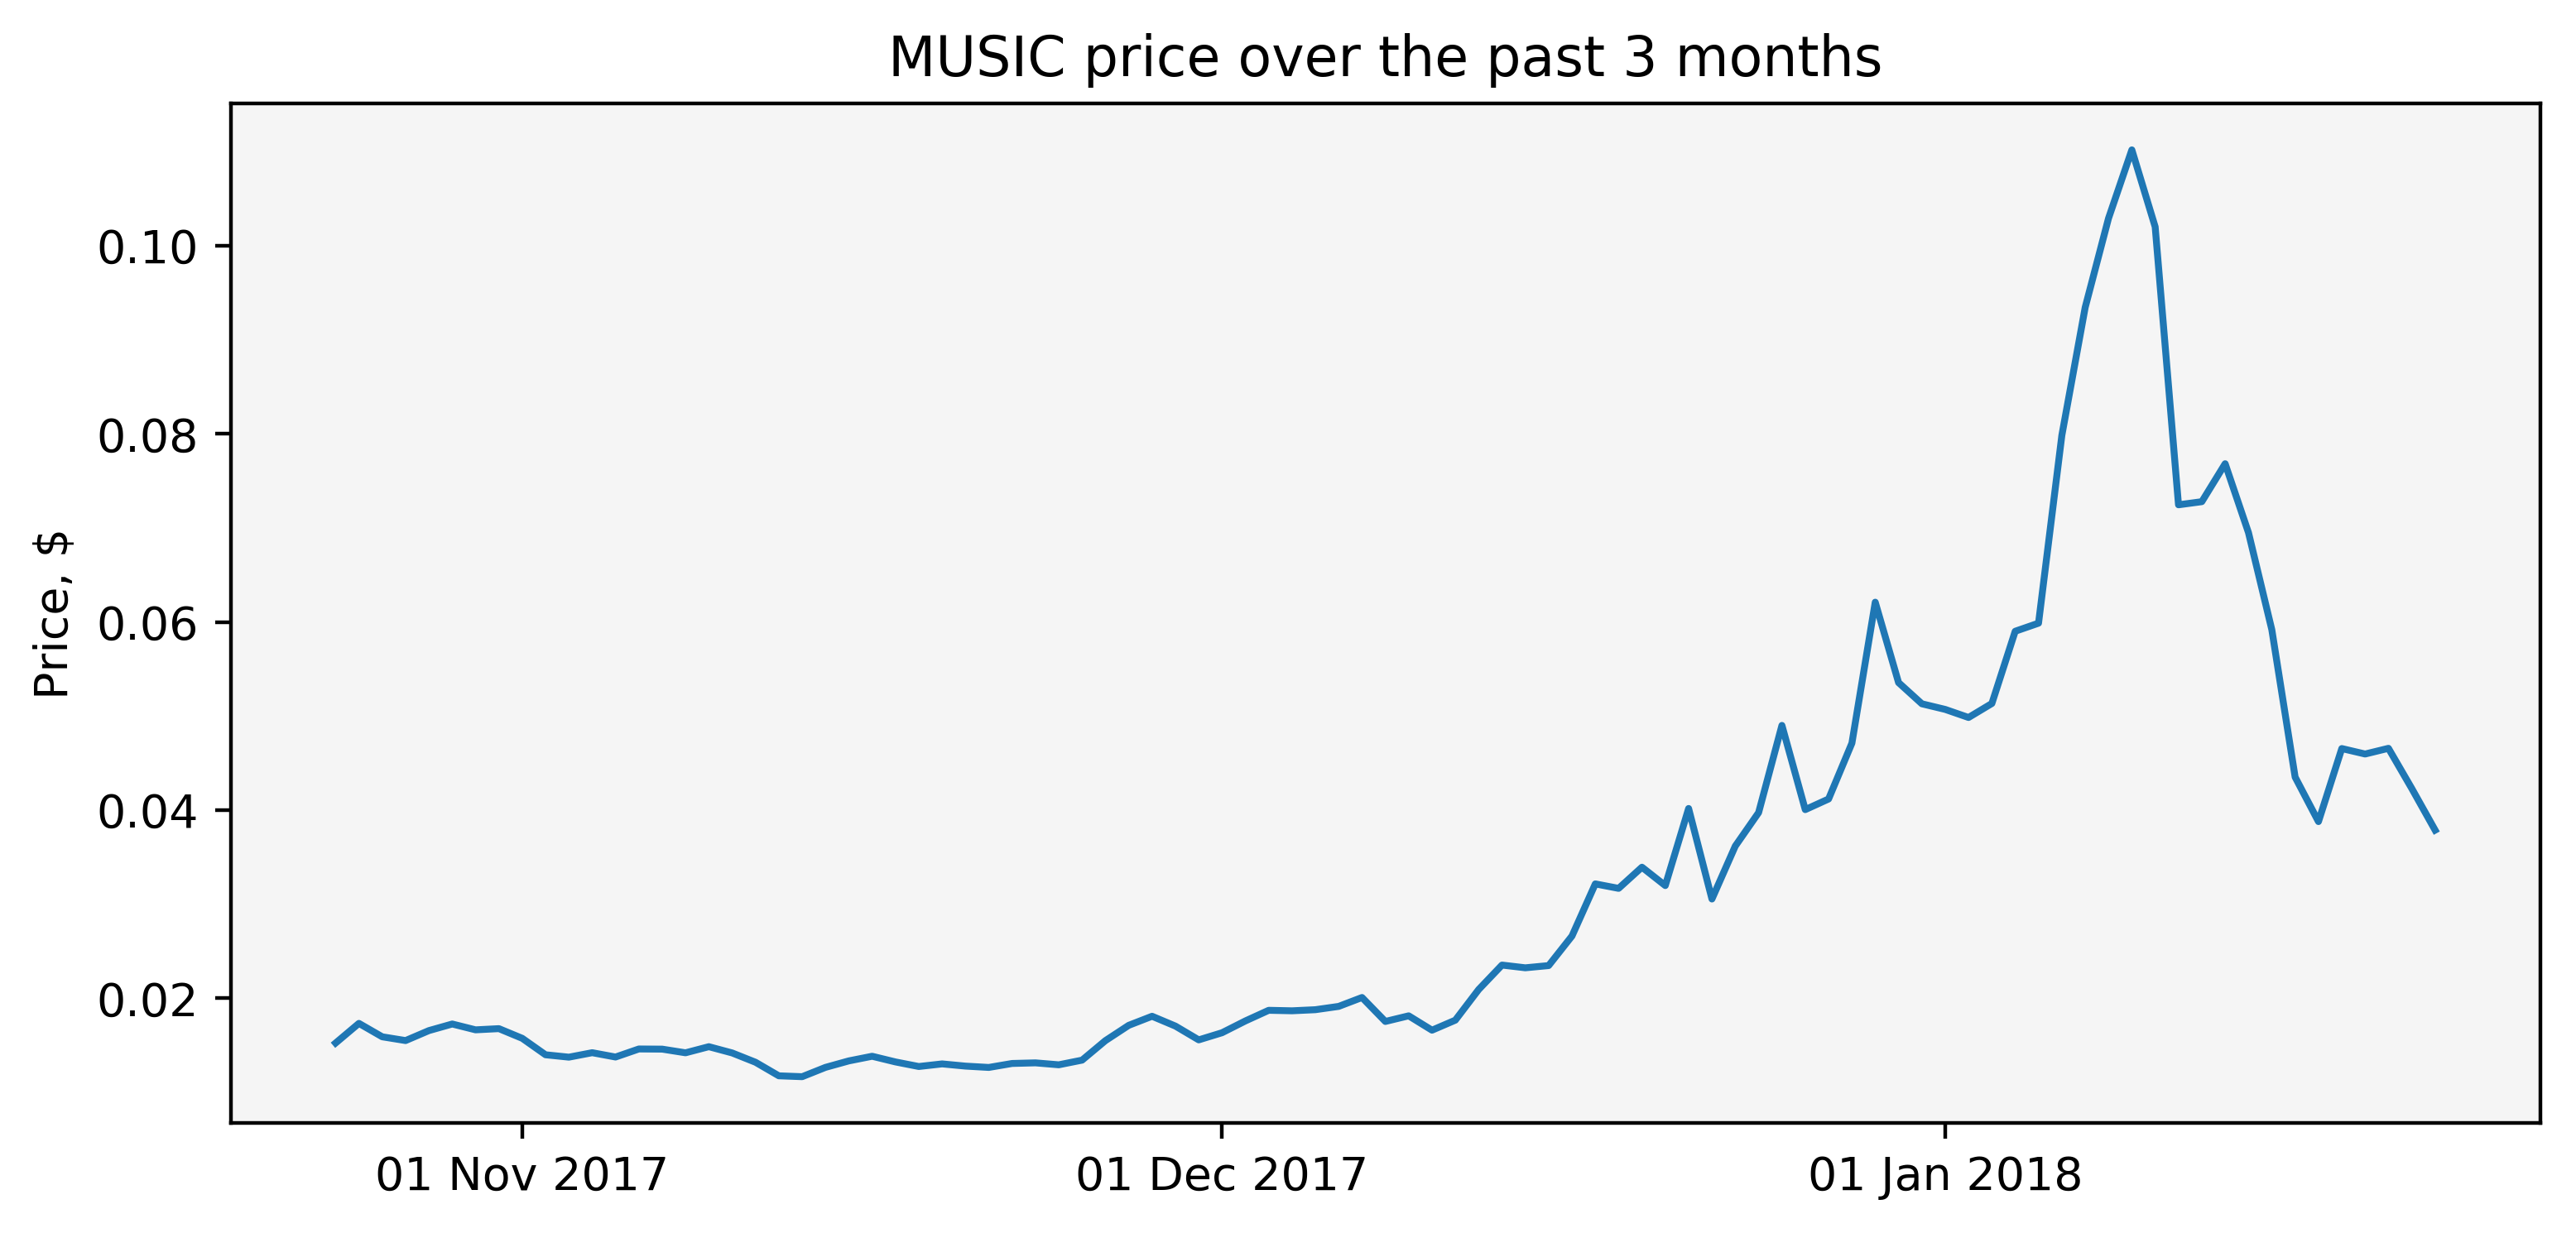 MUSIC price over the past 3 months
Price, $
0.10
0.08
0.06
0.04
0.02
01 Nov 2017
01 Dec 2017
01 Jan 2018